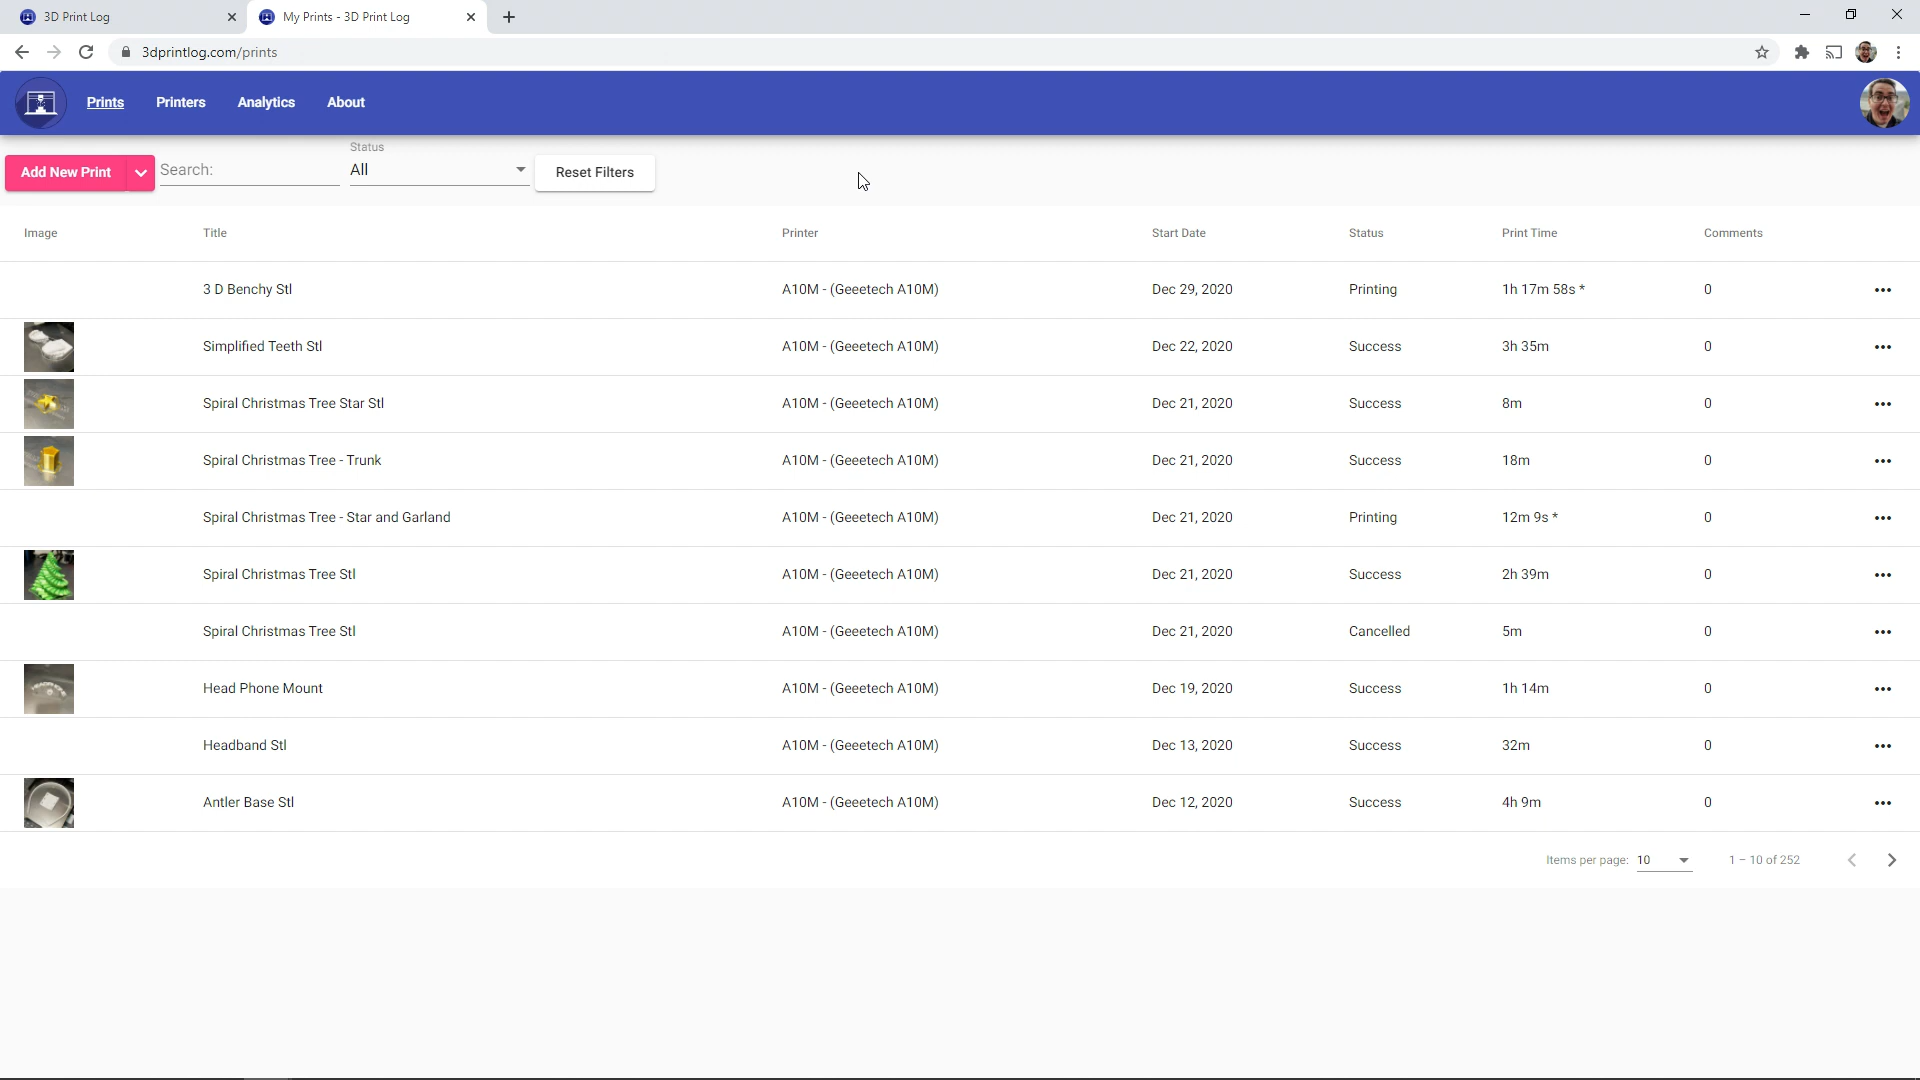 3D Print Log
My Prints - 3D Print Log
3dprintlog.com/prints
Prints Printers Analytics About
Add New Print
Search:
Status
All
Reset Filters
Image Title Printer Start Date Status Print Time Comments
3 D Benchy Stl A10M - (Geeetech A10M) Dec 29, 2020 Printing 1h 17m 58s * 0
Simplified Teeth Stl A10M - (Geeetech A10M) Dec 22, 2020 Success 3h 35m 0
Spiral Christmas Tree Star Stl A10M - (Geeetech A10M) Dec 21, 2020 Success 8m 0
Spiral Christmas Tree - Trunk A10M - (Geeetech A10M) Dec 21, 2020 Success 18m 0
Spiral Christmas Tree - Star and Garland A10M - (Geeetech A10M) Dec 21, 2020 Printing 12m 9s * 0
Spiral Christmas Tree Stl A10M - (Geeetech A10M) Dec 21, 2020 Success 2h 39m 0
Spiral Christmas Tree Stl A10M - (Geeetech A10M) Dec 21, 2020 Cancelled 5m 0
Head Phone Mount A10M - (Geeetech A10M) Dec 19, 2020 Success 1h 14m 0
Headband Stl A10M - (Geeetech A10M) Dec 13, 2020 Success 32m 0
Antler Base Stl A10M - (Geeetech A10M) Dec 12, 2020 Success 4h 9m 0
Items per page: 10 1 – 10 of 252